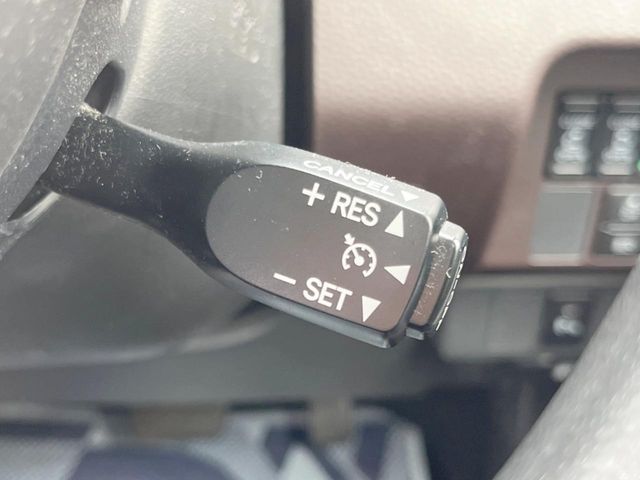 CANCEL ▼
+ RES ▲
◀
− SET ▼